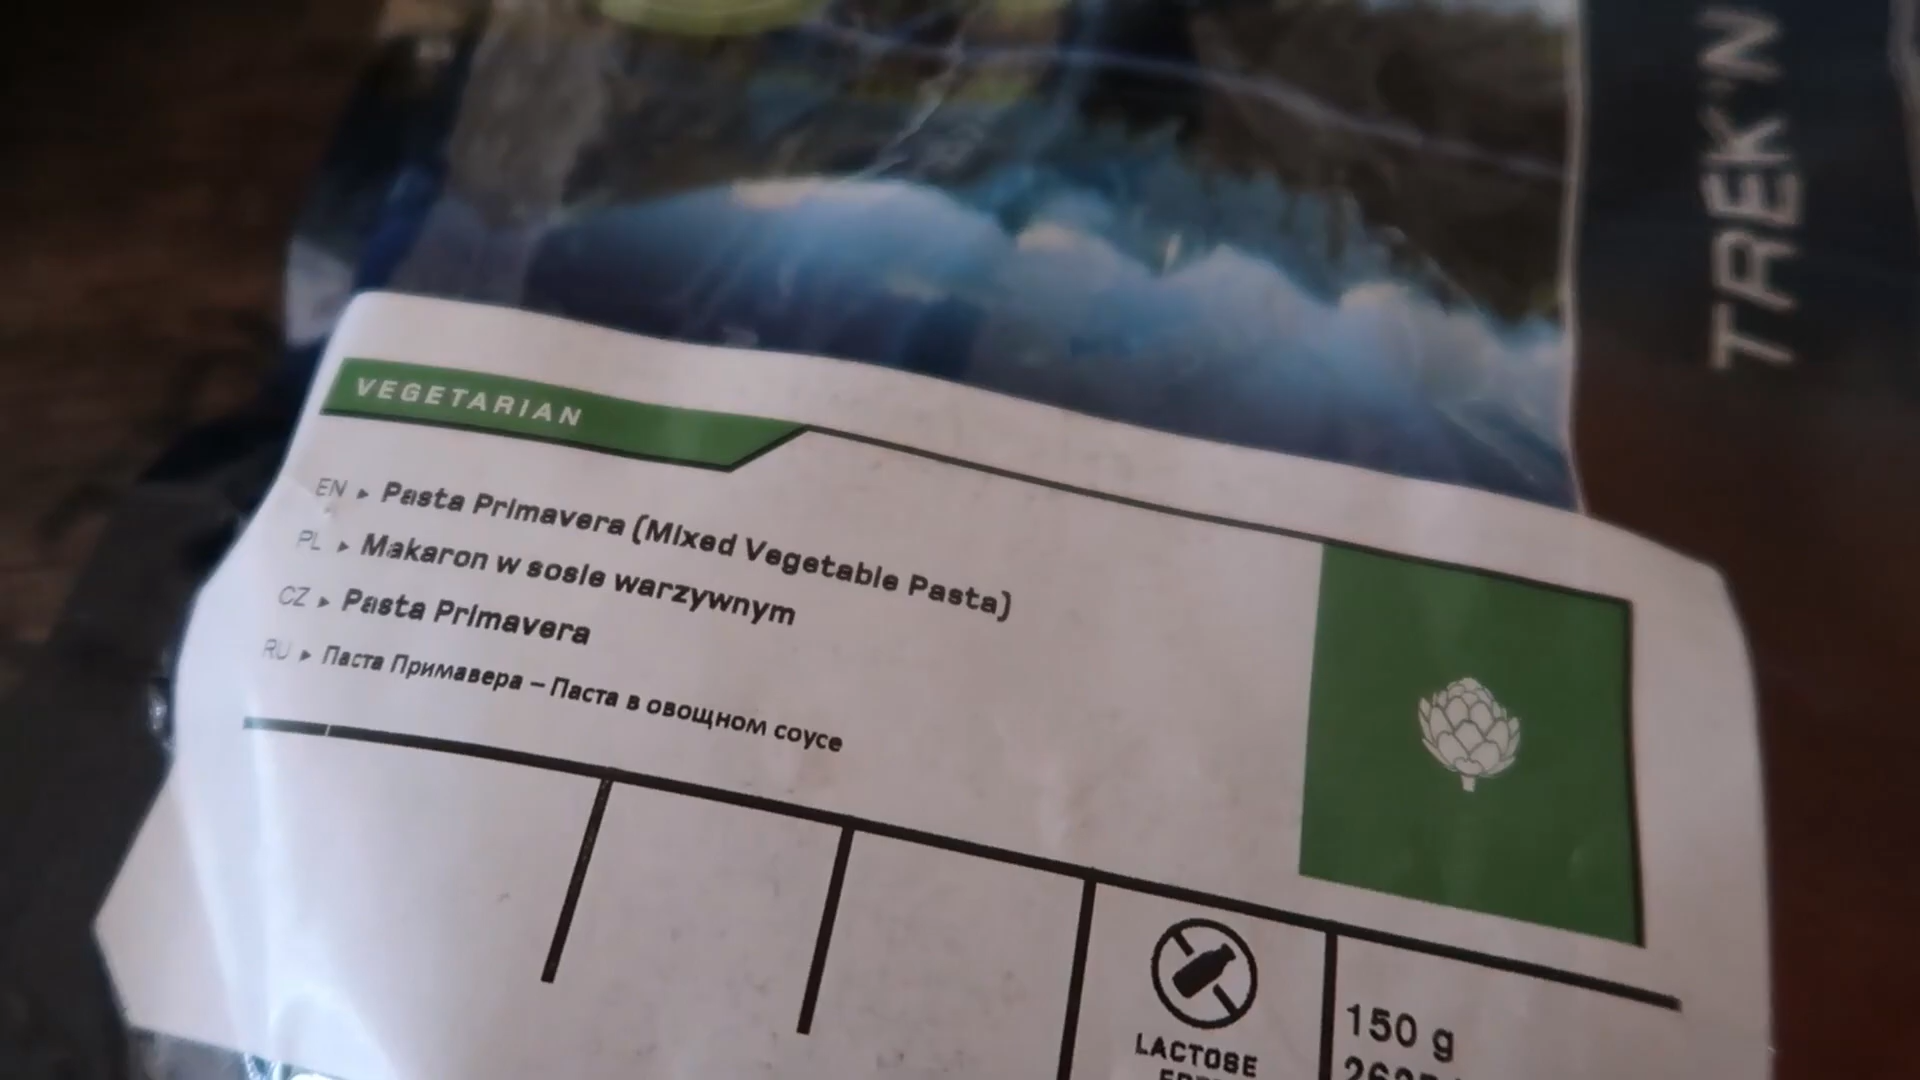 TREK'N
VEGETARIAN
EN ▸ Pasta Primavera (Mixed Vegetable Pasta)
PL ▸ Makaron w sosie warzywnym
CZ ▸ Pasta Primavera
RU ▸ Паста Примавера – Паста в овощном соусе
LACTOSE
150 g